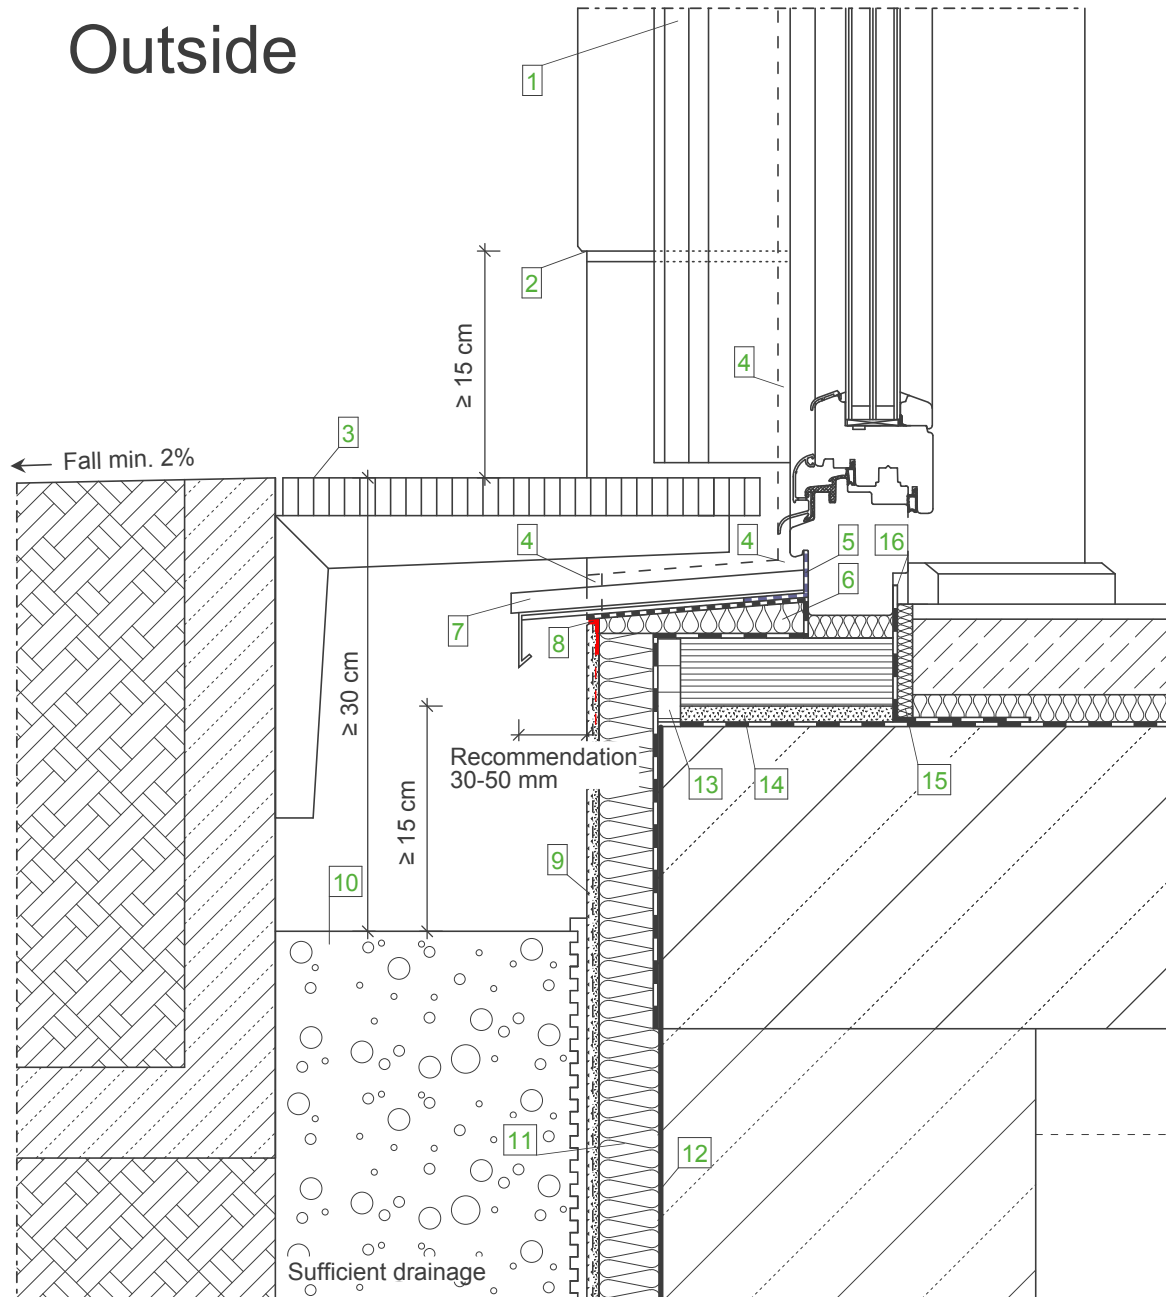 Outside
1
2
≥ 15 cm
4
3
Fall min. 2%
4
4
5
16
6
7
8
≥ 30 cm
Recommendation
30-50 mm
13
14
15
≥ 15 cm
9
10
11
12
Sufficient drainage